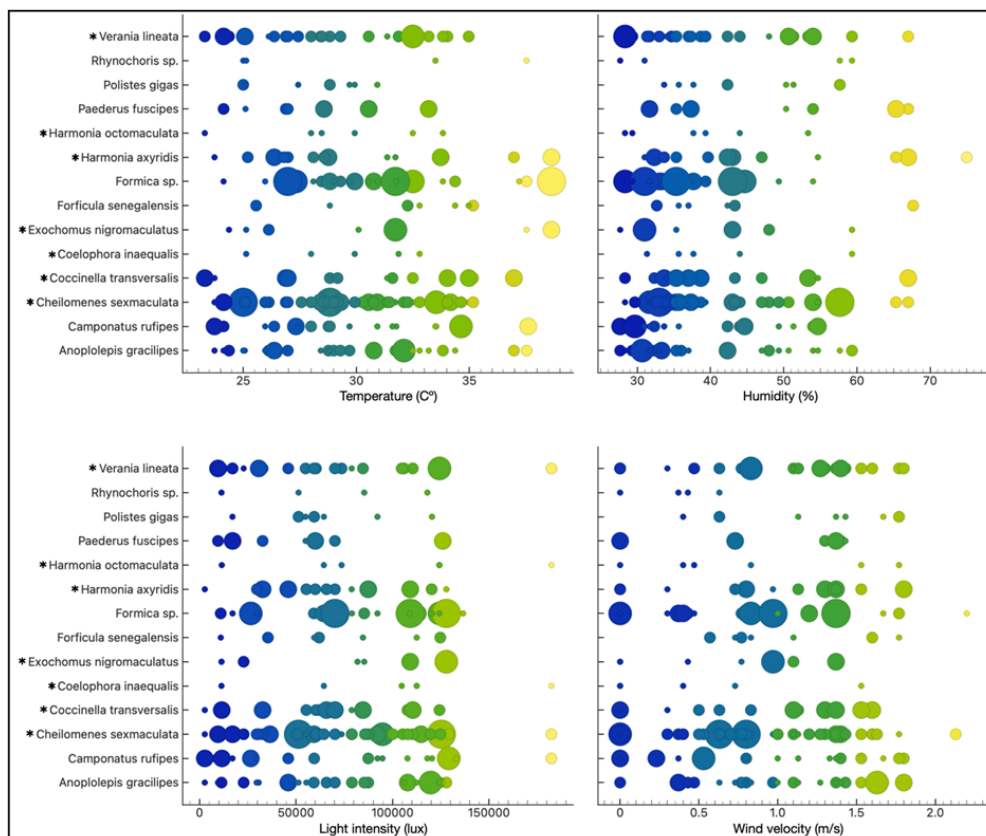 * Verania lineata
Rhynochoris sp.
Polistes gigas
Paederus fuscipes
* Harmonia octomaculata
* Harmonia axyridis
Formica sp.
Forficula senegalensis
* Exochomus nigromaculatus
* Coelophora inaequalis
* Coccinella transversalis
* Cheilomenes sexmaculata
Camponatus rufipes
Anoplolepis gracilipes
25 30 35
Temperature (Cº)
30 40 50 60 70
Humidity (%)
* Verania lineata
Rhynochoris sp.
Polistes gigas
Paederus fuscipes
* Harmonia octomaculata
* Harmonia axyridis
Formica sp.
Forficula senegalensis
* Exochomus nigromaculatus
* Coelophora inaequalis
* Coccinella transversalis
* Cheilomenes sexmaculata
Camponatus rufipes
Anoplolepis gracilipes
0 50000 100000 150000
Light intensity (lux)
0.0 0.5 1.0 1.5 2.0
Wind velocity (m/s)